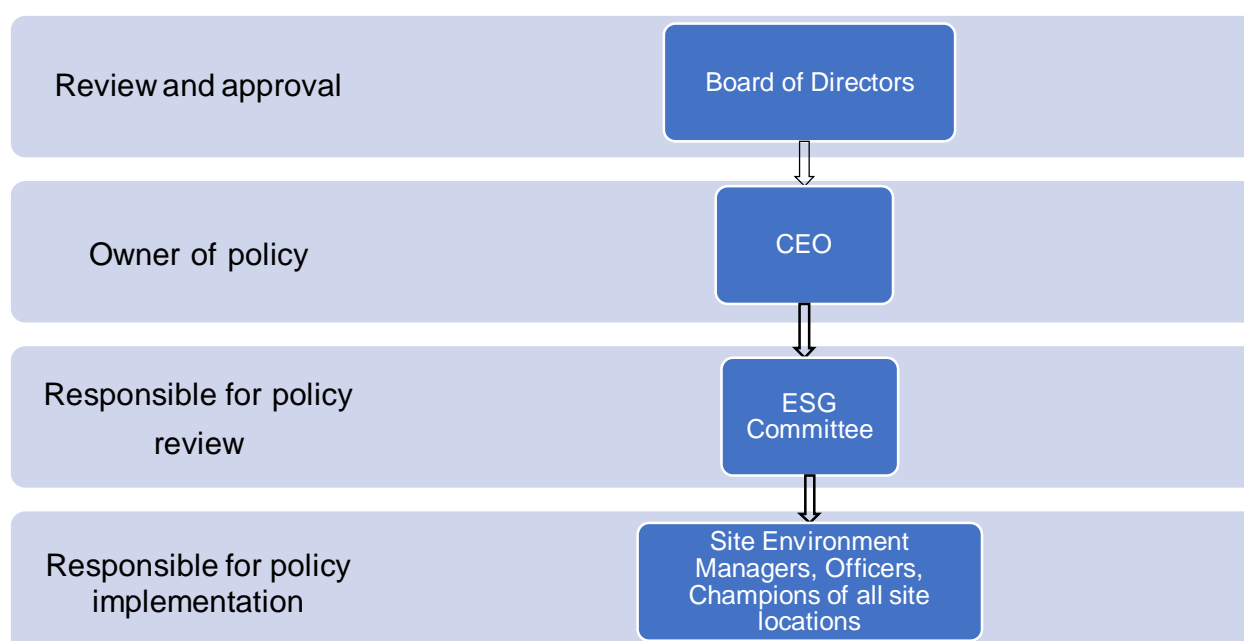 Review and approval
Board of Directors
Owner of policy
CEO
Responsible for policy
review
ESG
Committee
Responsible for policy
implementation
Site Environment
Managers, Officers,
Champions of all site
locations